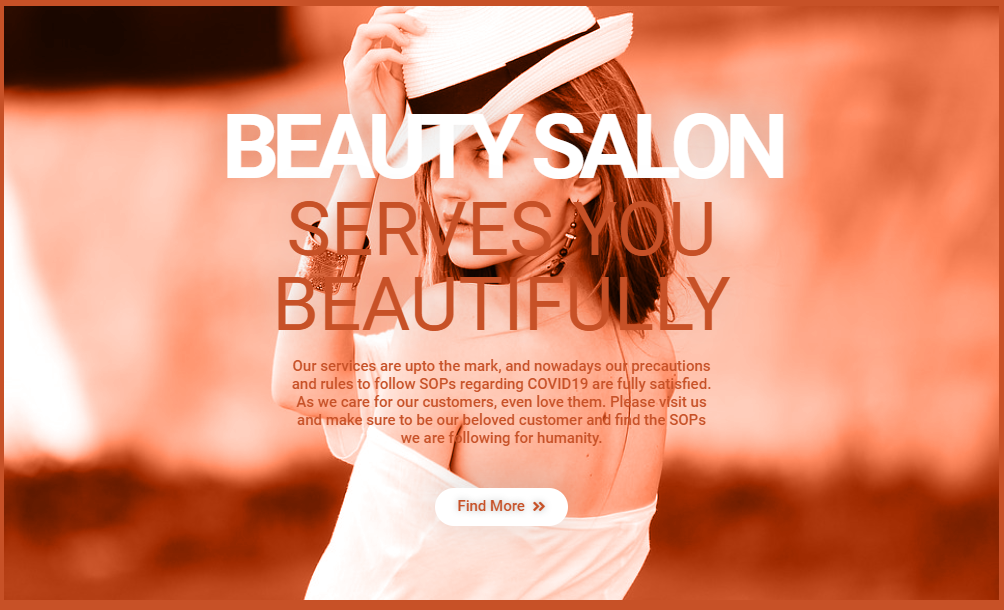 BEAUTY SALON
SERVES YOU
BEAUTIFULLY
Our services are upto the mark, and nowadays our precautions
and rules to follow SOPs regarding COVID19 are fully satisfied.
As we care for our customers, even love them. Please visit us
and make sure to be our beloved customer and find the SOPs
we are following for humanity.
Find More